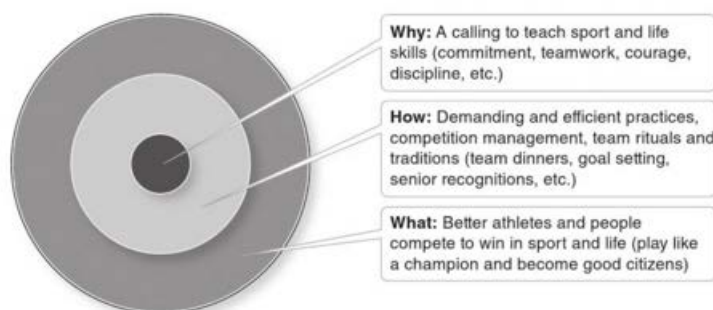 Why: A calling to teach sport and life
skills (commitment, teamwork, courage,
discipline, etc.)
How: Demanding and efficient practices,
competition management, team rituals and
traditions (team dinners, goal setting,
senior recognitions, etc.)
What: Better athletes and people
compete to win in sport and life (play like
a champion and become good citizens)